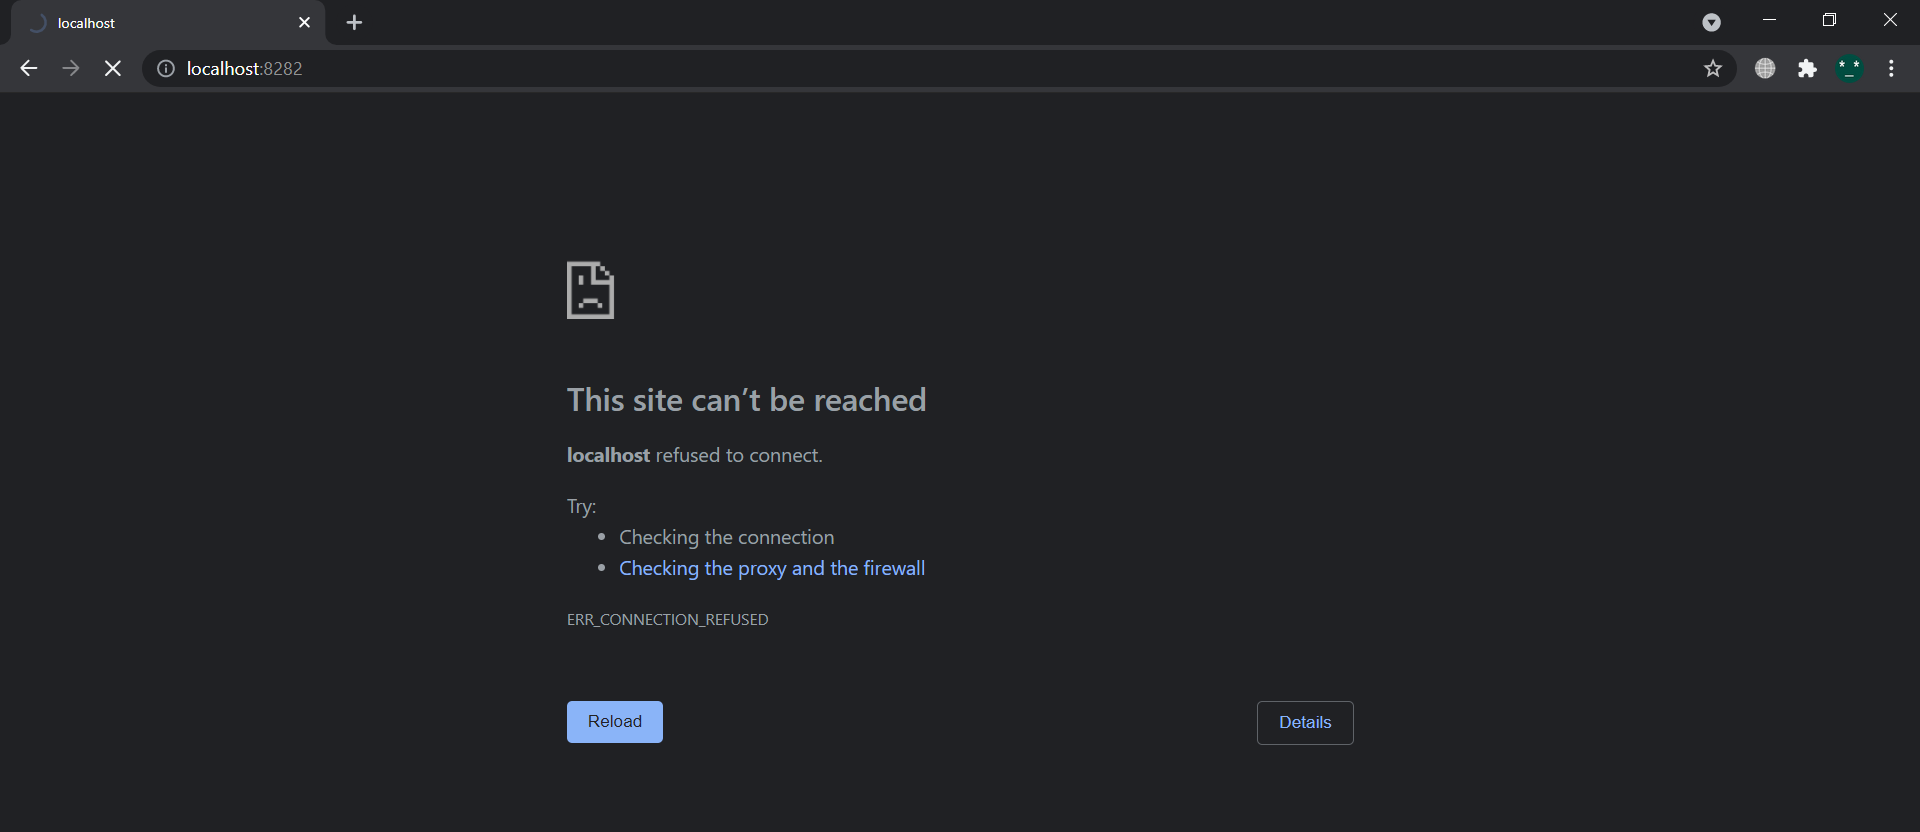 localhost
localhost:8282
This site can’t be reached
localhost refused to connect.
Try:
Checking the connection
Checking the proxy and the firewall
ERR_CONNECTION_REFUSED
Reload
Details